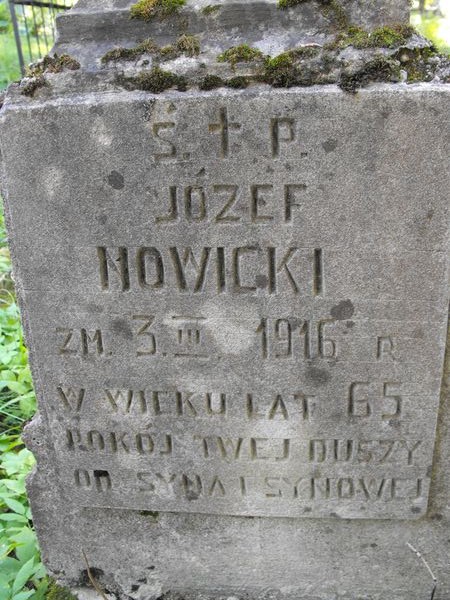 Ś. † P.
JÓZEF
NOWICKI
ZM. 3. III. 1916 R
W WIEKU LAT 65
POKÓJ TWEJ DUSZY
OD SYNA I SYNOWEJ